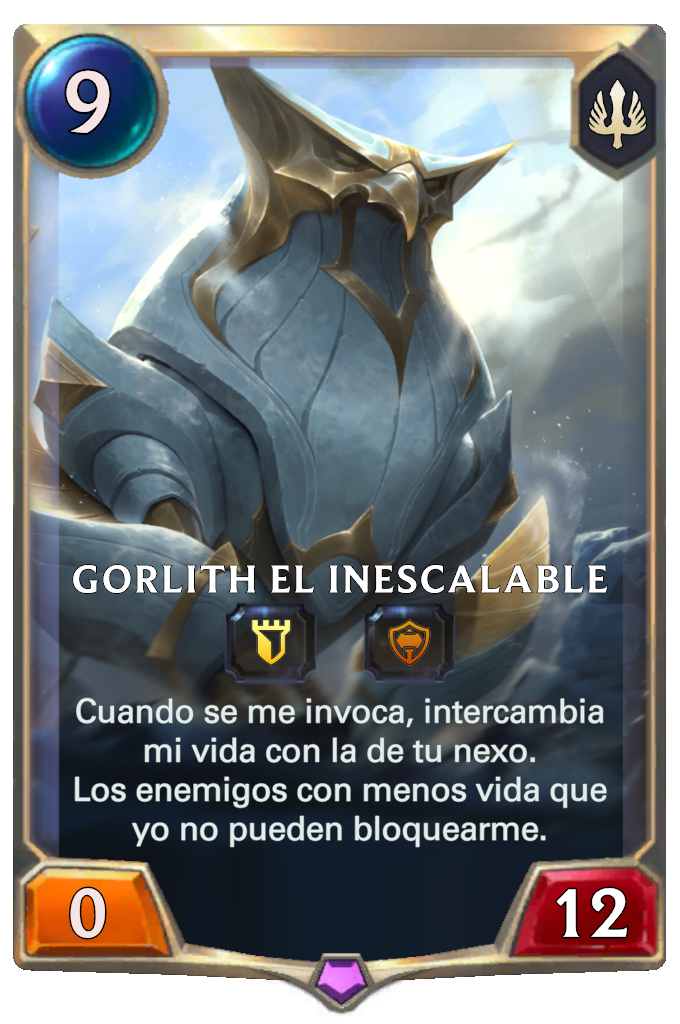 9
GORLITH EL INESCALABLE
Cuando se me invoca, intercambia
mi vida con la de tu nexo.
Los enemigos con menos vida que
yo no pueden bloquearme.
0
12